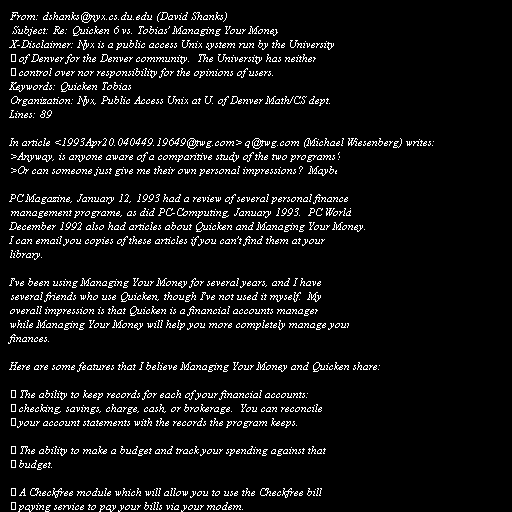 From: dshanks@nyx.cs.du.edu (David Shanks)
Subject: Re: Quicken 6 vs. Tobias' Managing Your Money
X-Disclaimer: Nyx is a public access Unix system run by the University
of Denver for the Denver community.  The University has neither
control over nor responsibility for the opinions of users.
Keywords: Quicken Tobias
Organization: Nyx, Public Access Unix at U. of Denver Math/CS dept.
Lines: 89

In article <1993Apr20.040449.19649@twg.com> q@twg.com (Michael Wiesenberg) writes:
>Anyway, is anyone aware of a comparitive study of the two programs?
>Or can someone just give me their own personal impressions?  Maybe

PC Magazine, January 12, 1993 had a review of several personal finance
management programe, as did PC-Computing, January 1993.  PC World
December 1992 also had articles about Quicken and Managing Your Money.
I can email you copies of these articles if you can't find them at your
library.

I've been using Managing Your Money for several years, and I have
several friends who use Quicken, though I've not used it myself.  My
overall impression is that Quicken is a financial accounts manager
while Managing Your Money will help you more completely manage your
finances.

Here are some features that I believe Managing Your Money and Quicken share:

The ability to keep records for each of your financial accounts:
checking, savings, charge, cash, or brokerage.  You can reconcile
your account statements with the records the program keeps.

The ability to make a budget and track your spending against that
budget.

A Checkfree module which will allow you to use the Checkfree bill
paying service to pay your bills via your modem.